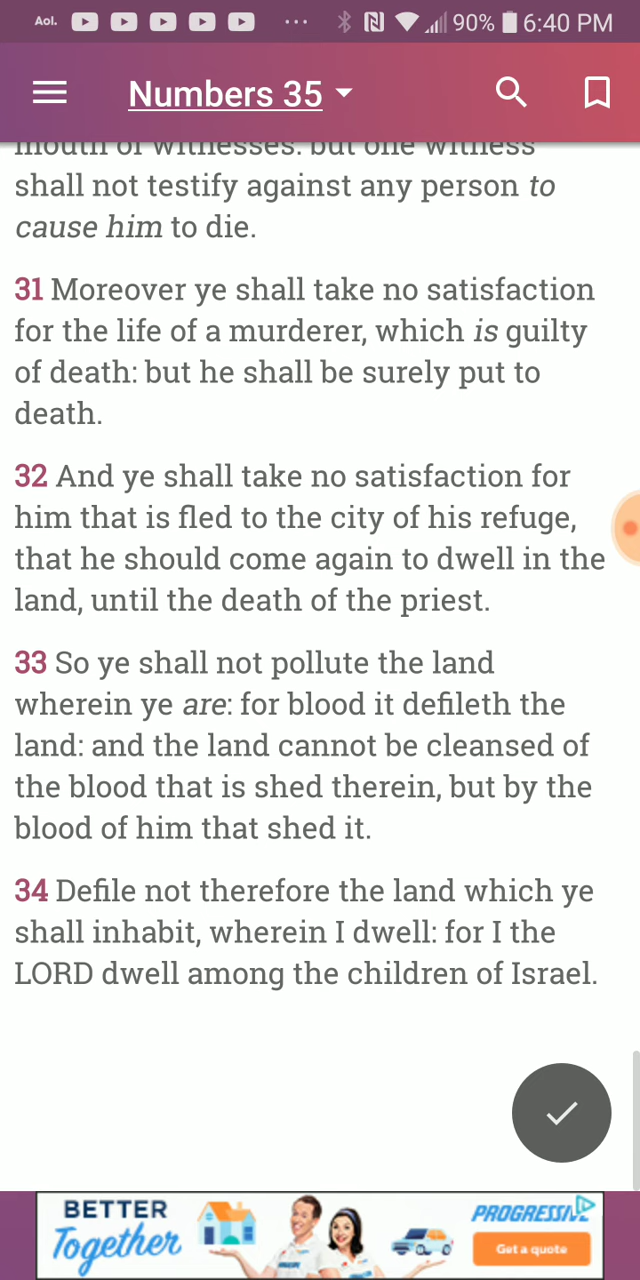 Aol. 90% 6:40 PM
Numbers 35
mouth of witnesses: but one witness
shall not testify against any person to
cause him to die.
31 Moreover ye shall take no satisfaction
for the life of a murderer, which is guilty
of death: but he shall be surely put to
death.
32 And ye shall take no satisfaction for
him that is fled to the city of his refuge,
that he should come again to dwell in the
land, until the death of the priest.
33 So ye shall not pollute the land
wherein ye are: for blood it defileth the
land: and the land cannot be cleansed of
the blood that is shed therein, but by the
blood of him that shed it.
34 Defile not therefore the land which ye
shall inhabit, wherein I dwell: for I the
LORD dwell among the children of Israel.
BETTER
Together
PROGRESSIVE
Get a quote